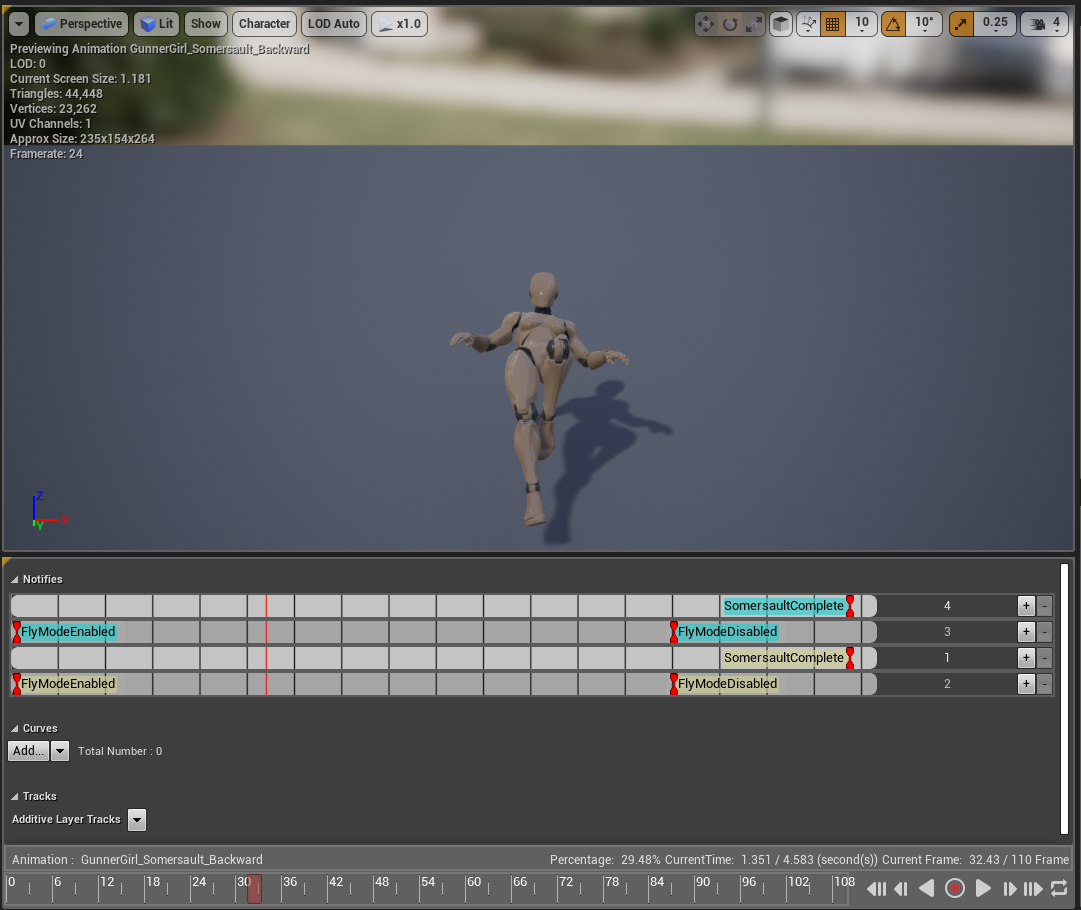 Perspective Lit Show Character LOD Auto x1.0 10 10° 0.25 4
Previewing Animation GunnerGirl_Somersault_Backward
LOD: 0
Current Screen Size: 1.181
Triangles: 44,448
Vertices: 23,262
UV Channels: 1
Approx Size: 235x154x264
Framerate: 24
Z
X
Y
Notifies
SomersaultComplete 4 + -
FlyModeEnabled FlyModeDisabled 3 + -
SomersaultComplete 1 + -
FlyModeEnabled FlyModeDisabled 2 + -
Curves
Add... Total Number : 0
Tracks
Additive Layer Tracks
Animation : GunnerGirl_Somersault_Backward Percentage: 29.48% CurrentTime: 1.351 / 4.583 (second(s)) Current Frame: 32.43 / 110 Frame
0 6 12 18 24 30 36 42 48 54 60 66 72 78 84 90 96 102 108